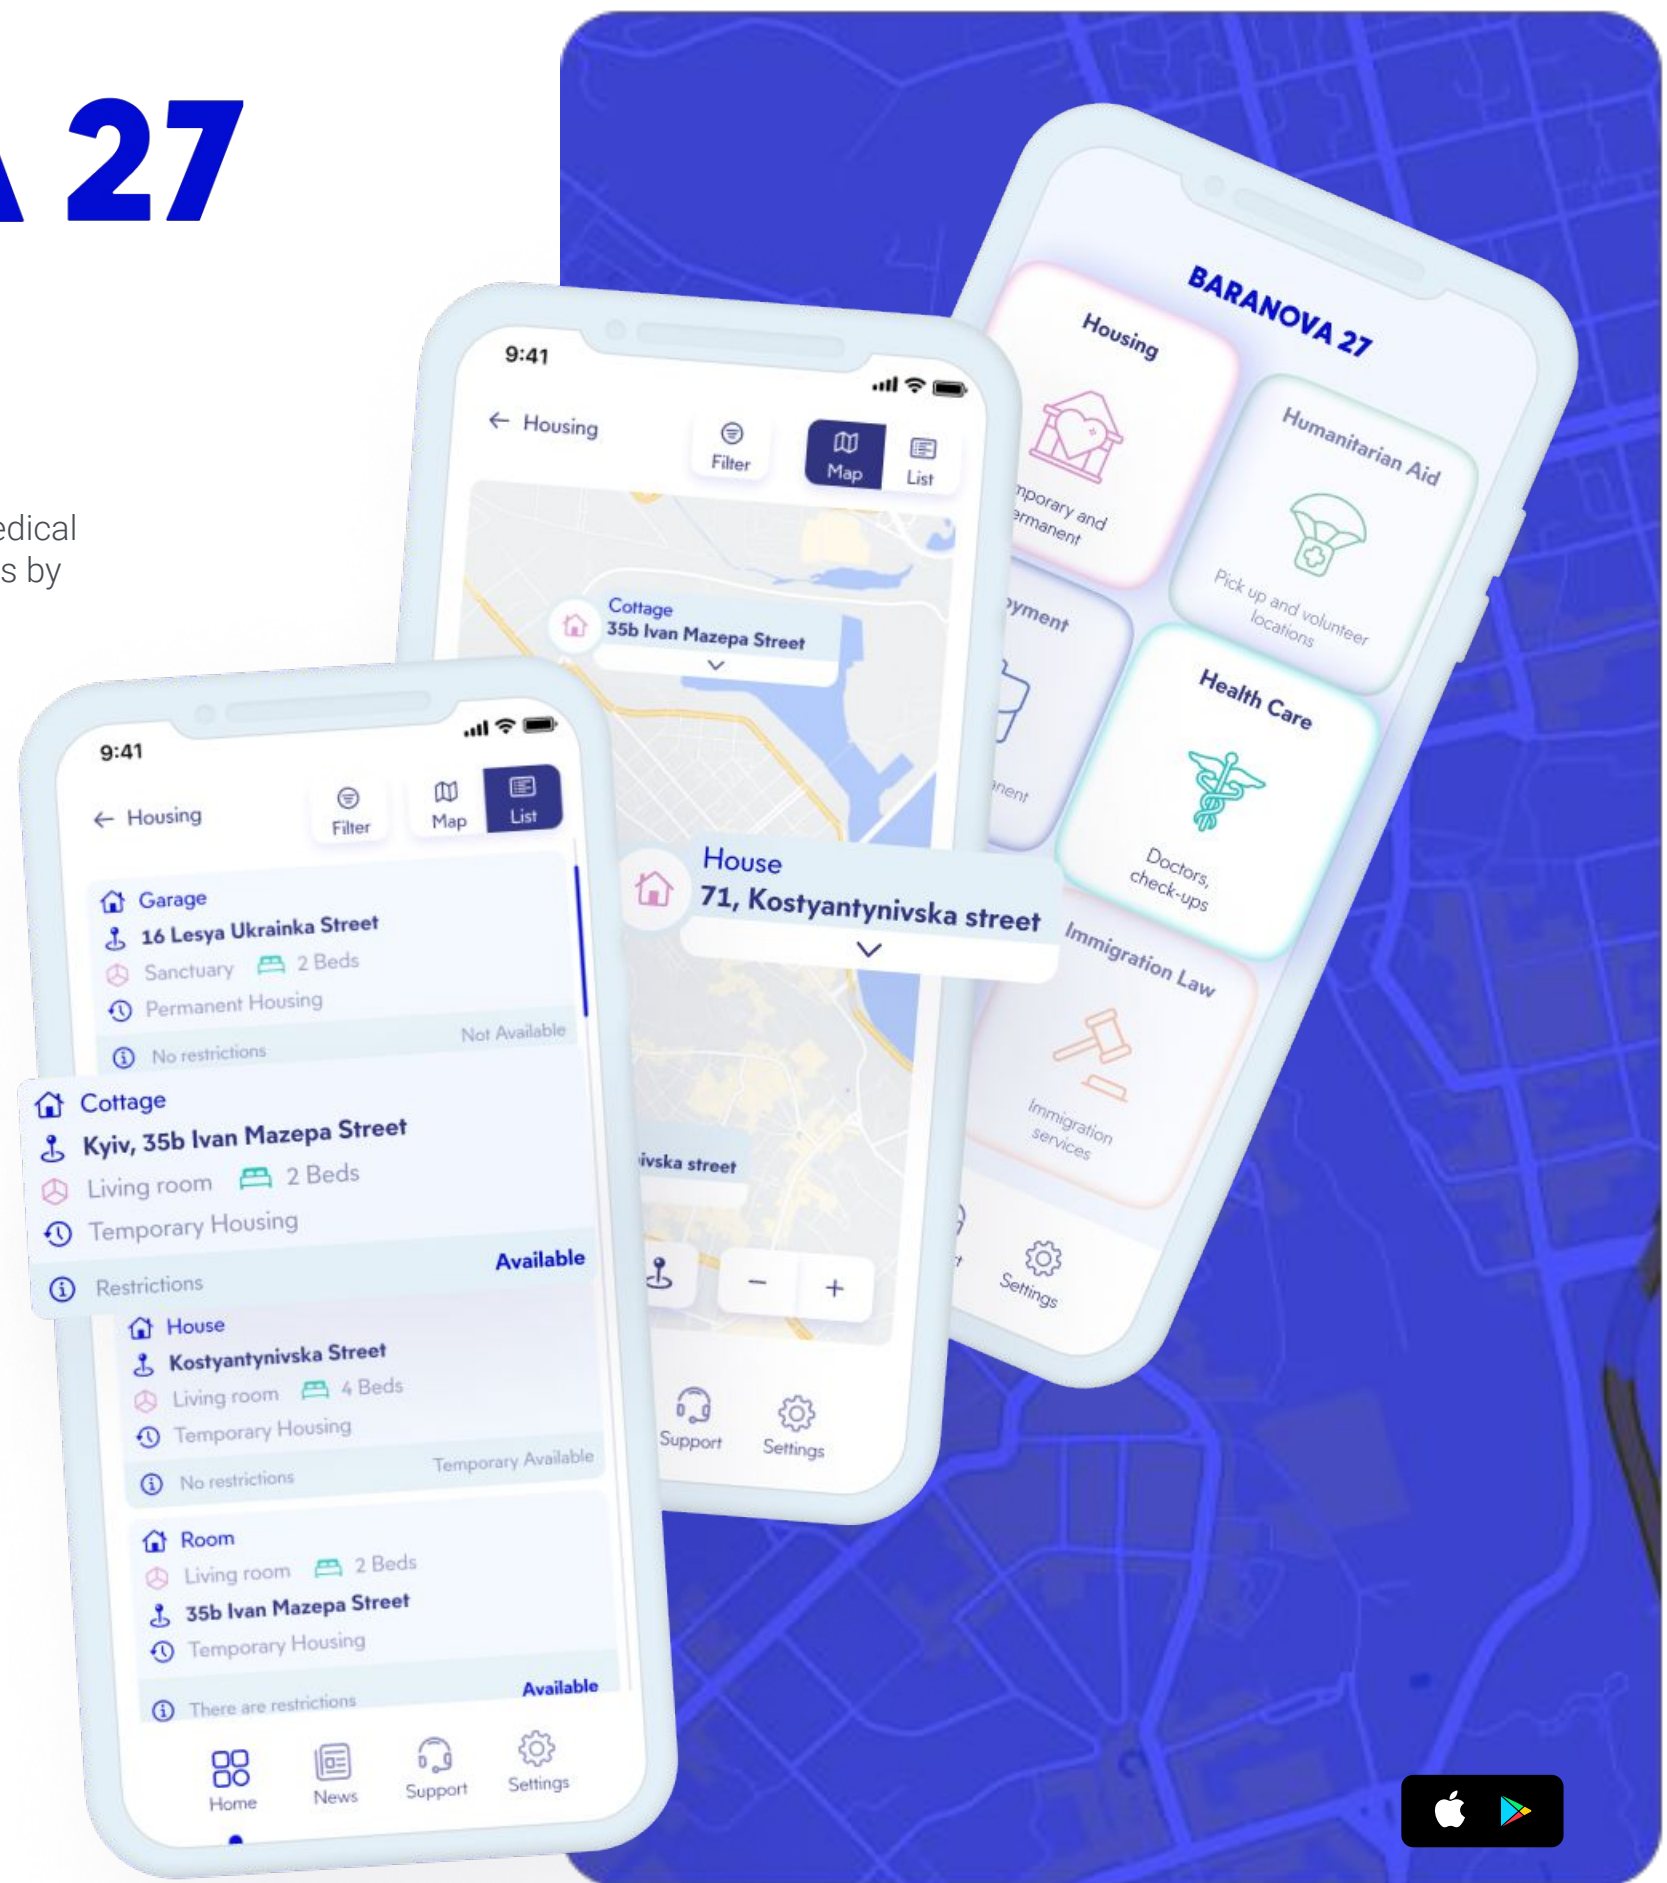 27
edical
s by
9:41
← Housing
Filter
Map
List
Garage
16 Lesya Ukrainka Street
Sanctuary 2 Beds
Permanent Housing
No restrictions Not Available
Cottage
Kyiv, 35b Ivan Mazepa Street
Living room 2 Beds
Temporary Housing
Restrictions Available
House
Kostyantynivska Street
Living room 4 Beds
Temporary Housing
No restrictions Temporary Available
Room
Living room 2 Beds
35b Ivan Mazepa Street
Temporary Housing
There are restrictions Available
Home
News
Support
Settings
9:41
← Housing
Filter
Map
List
Cottage
35b Ivan Mazepa Street
House
71, Kostyantynivska street
ivska street
− +
Support
Settings
BARANOVA 27
Housing
mporary and
ermanent
Humanitarian Aid
Pick up and volunteer
locations
yment
nent
Health Care
Doctors,
check-ups
Immigration Law
Immigration
services
Settings